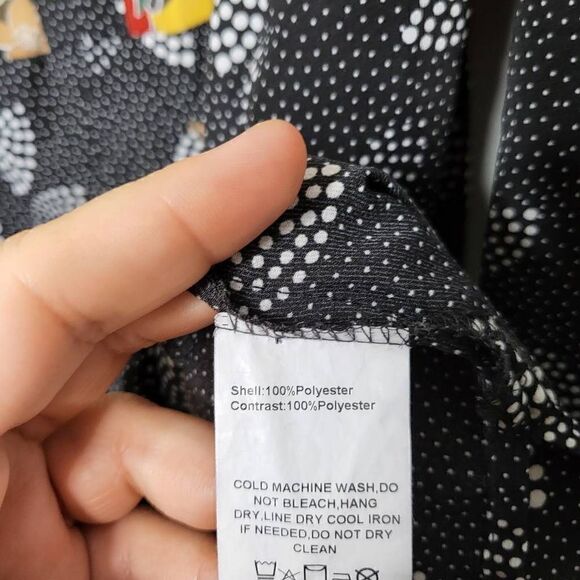 Shell:100%Polyester
Contrast:100%Polyester
COLD MACHINE WASH,DO
NOT BLEACH,HANG
DRY,LINE DRY COOL IRON
IF NEEDED,DO NOT DRY
CLEAN